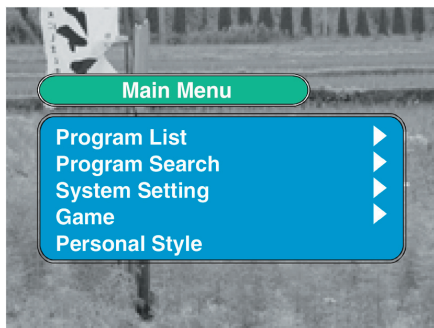 Main Menu
Program List
Program Search
System Setting
Game
Personal Style